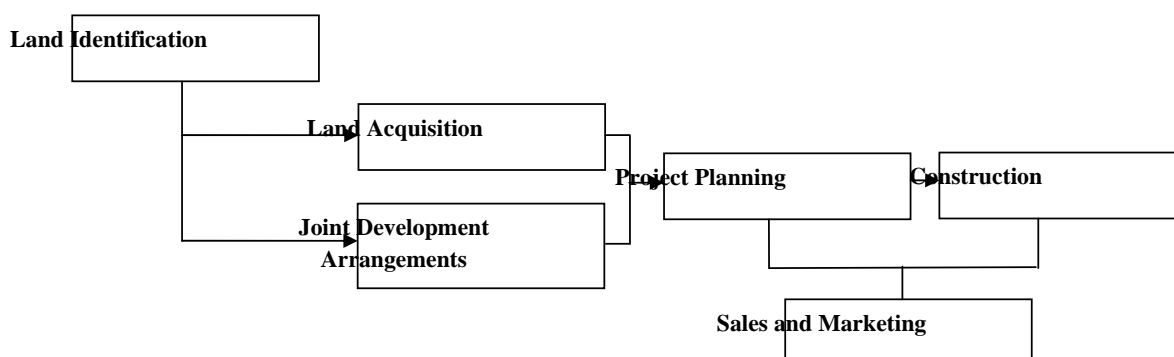 Land Identification
Land Acquisition
Joint Development
Arrangements
Project Planning
Construction
Sales and Marketing